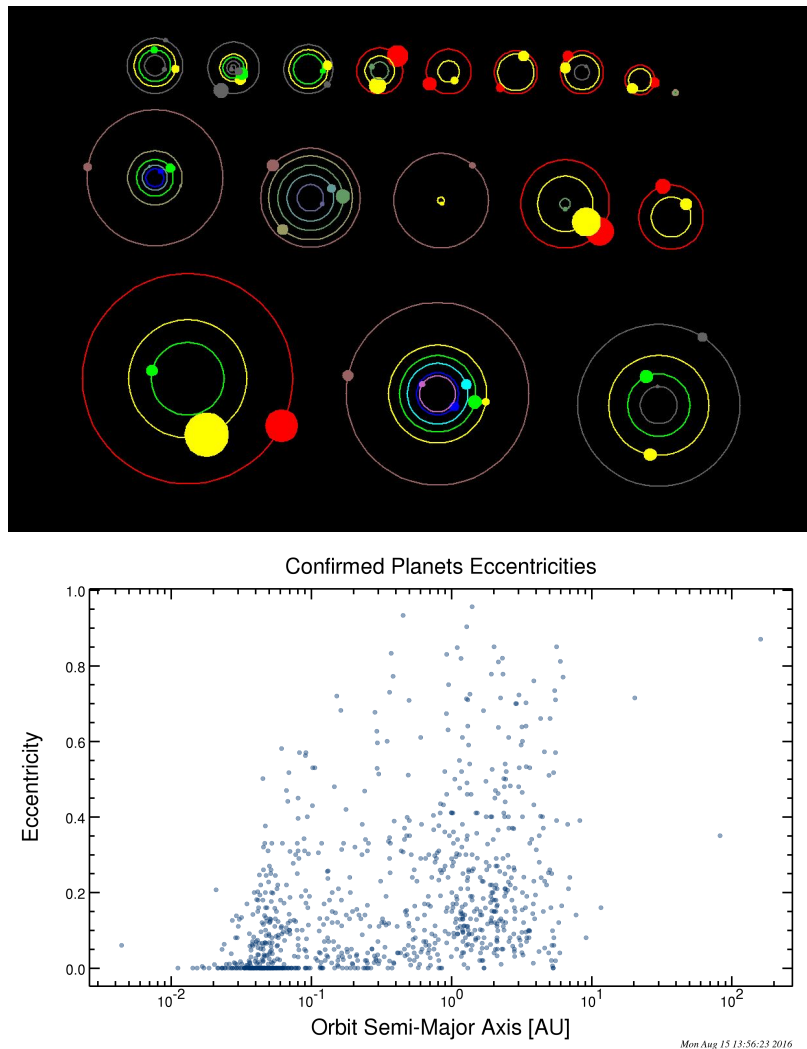 Confirmed Planets Eccentricities
1.0
0.8
0.6
0.4
0.2
0.0
Eccentricity
10-2
10-1
100
101
102
Orbit Semi-Major Axis [AU]
Mon Aug 15 13:56:23 2016